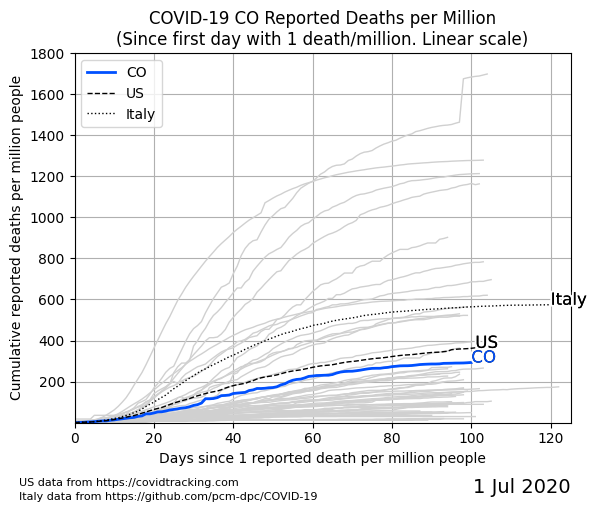 COVID-19 CO Reported Deaths per Million
(Since first day with 1 death/million. Linear scale)
Cumulative reported deaths per million people
1800
1600
1400
1200
1000
800
600
400
200
CO
US
Italy
Italy
US
CO
0
20
40
60
80
100
120
Days since 1 reported death per million people
US data from https://covidtracking.com
Italy data from https://github.com/pcm-dpc/COVID-19
1 Jul 2020